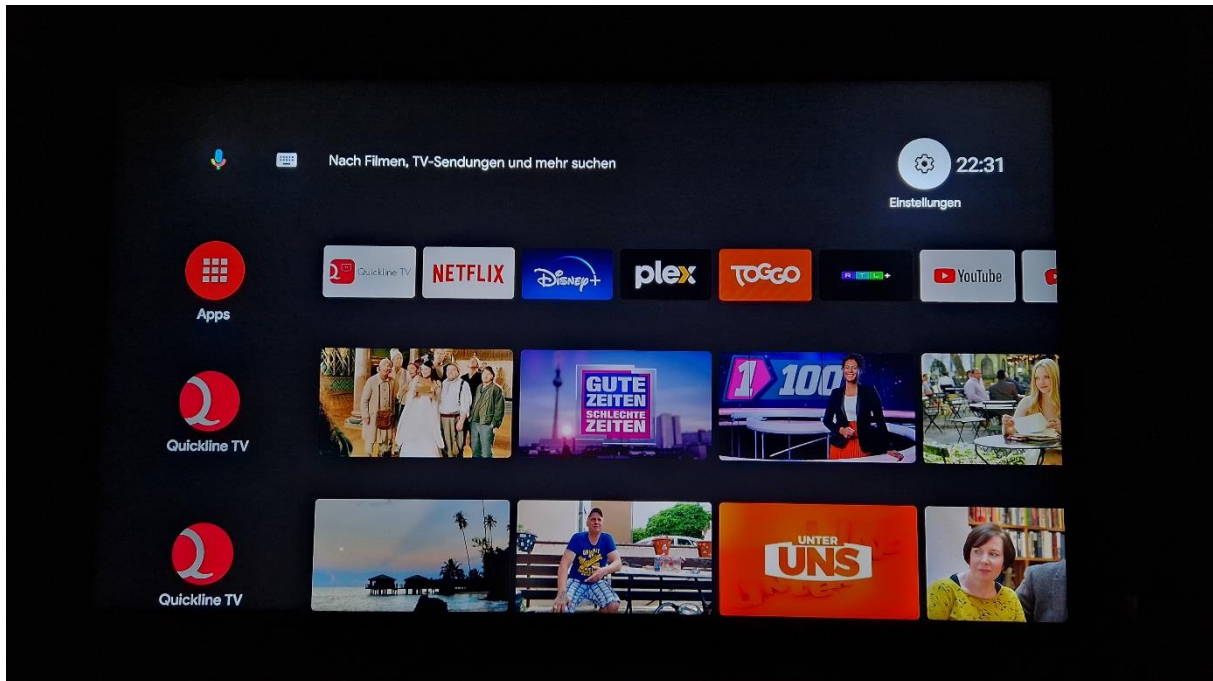 Nach Filmen, TV-Sendungen und mehr suchen
22:31
Einstellungen
Apps
Quickline TV
NETFLIX
Disney+
plex
TOGGO
RTL+
YouTube
Quickline TV
GUTE
ZEITEN
SCHLECHTE
ZEITEN
1 100
Quickline TV
UNTER
UNS